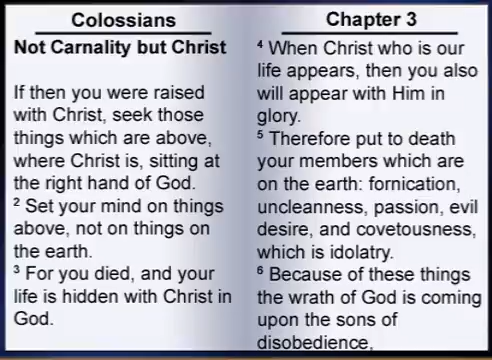 Colossians
Not Carnality but Christ
If then you were raised
with Christ, seek those
things which are above,
where Christ is, sitting at
the right hand of God.
² Set your mind on things
above, not on things on
the earth.
³ For you died, and your
life is hidden with Christ in
God.
Chapter 3
⁴ When Christ who is our
life appears, then you also
will appear with Him in
glory.
⁵ Therefore put to death
your members which are
on the earth: fornication,
uncleanness, passion, evil
desire, and covetousness,
which is idolatry.
⁶ Because of these things
the wrath of God is coming
upon the sons of
disobedience,